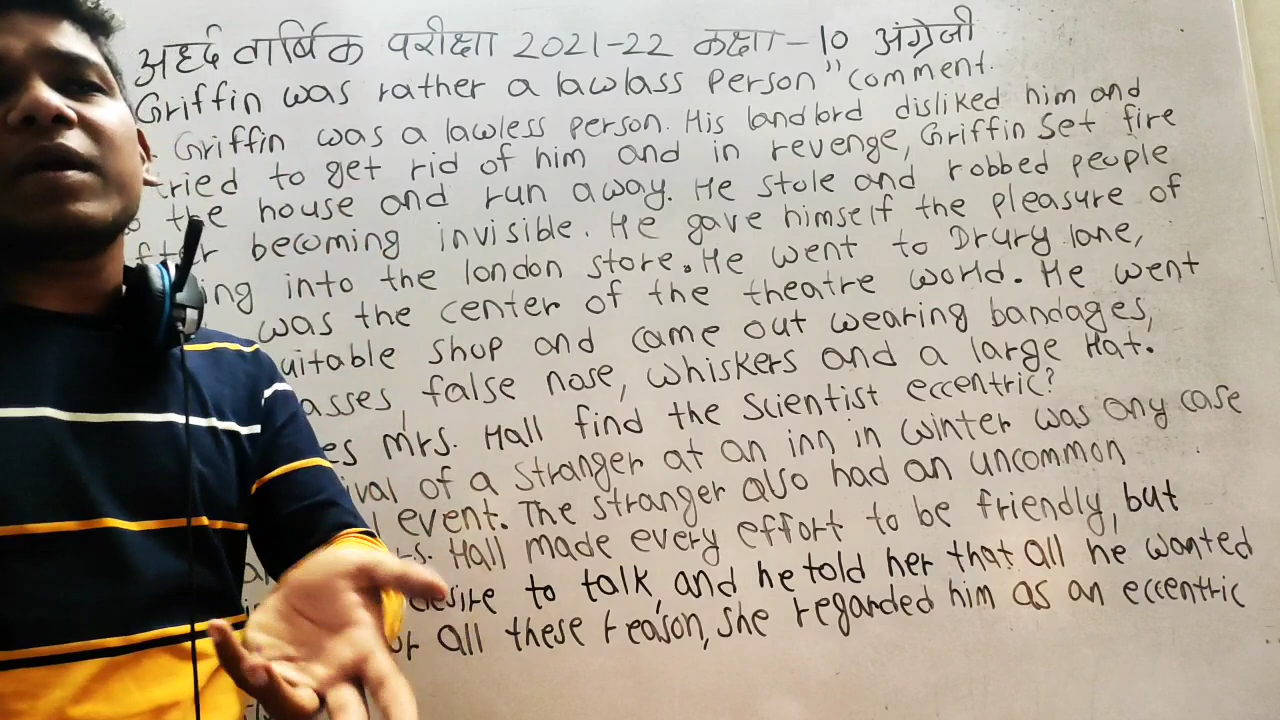 अर्ध्द वार्षिक परीक्षा 2021-22 कक्षा -10 अंग्रेजी
Griffin was rather a lawlass person" comment.
Griffin was a lawless person. His landlord disliked him and
tried to get rid of him and in revenge, Griffin Set fire
the house and run away. He stole and robbed people
becoming invisible. He gave himself the pleasure of
into the london store. He went to Drury lane,
was the center of the theatre world. He went
shop and came out wearing bandages,
false nose, whiskers and a large Hat.
Mrs. Hall find the Scientist eccentric?
of a stranger at an inn in winter was any case
event. The stranger also had an uncommon
Hall made every effort to be friendly, but
desire to talk, and he told her that all he wanted
all these reason, she regarded him as an eccentric